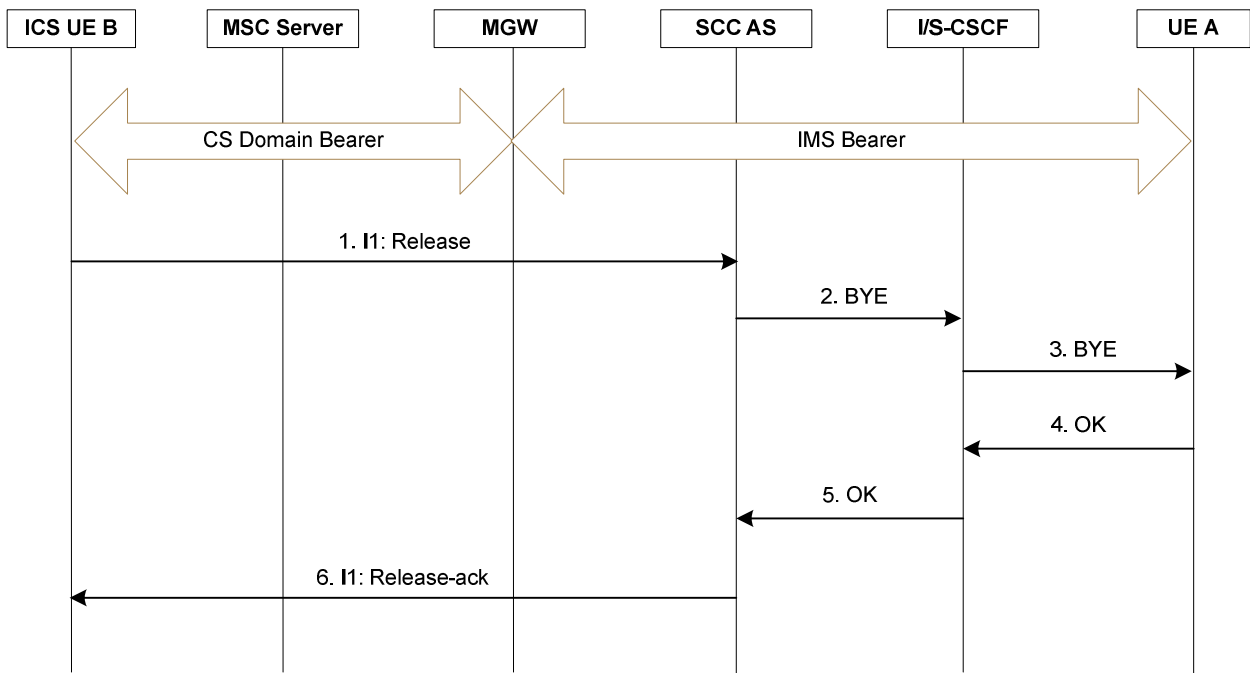 ICS UE B
MSC Server
MGW
SCC AS
I/S-CSCF
UE A
CS Domain Bearer
IMS Bearer
1. I1: Release
2. BYE
3. BYE
4. OK
5. OK
6. I1: Release-ack